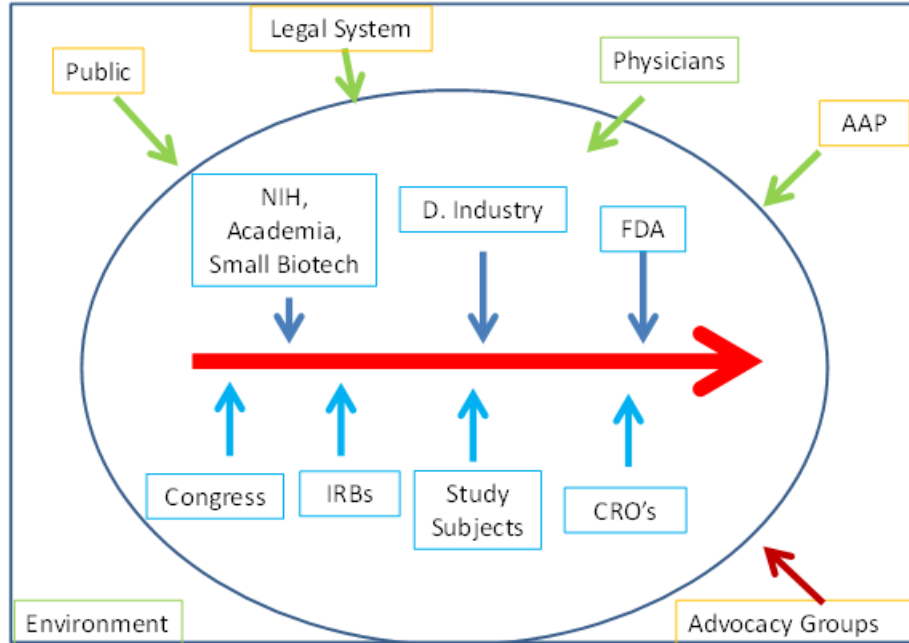 Legal System
Public
Physicians
AAP
NIH,
Academia,
Small Biotech
D. Industry
FDA
Congress
IRBs
Study
Subjects
CRO’s
Environment
Advocacy Groups